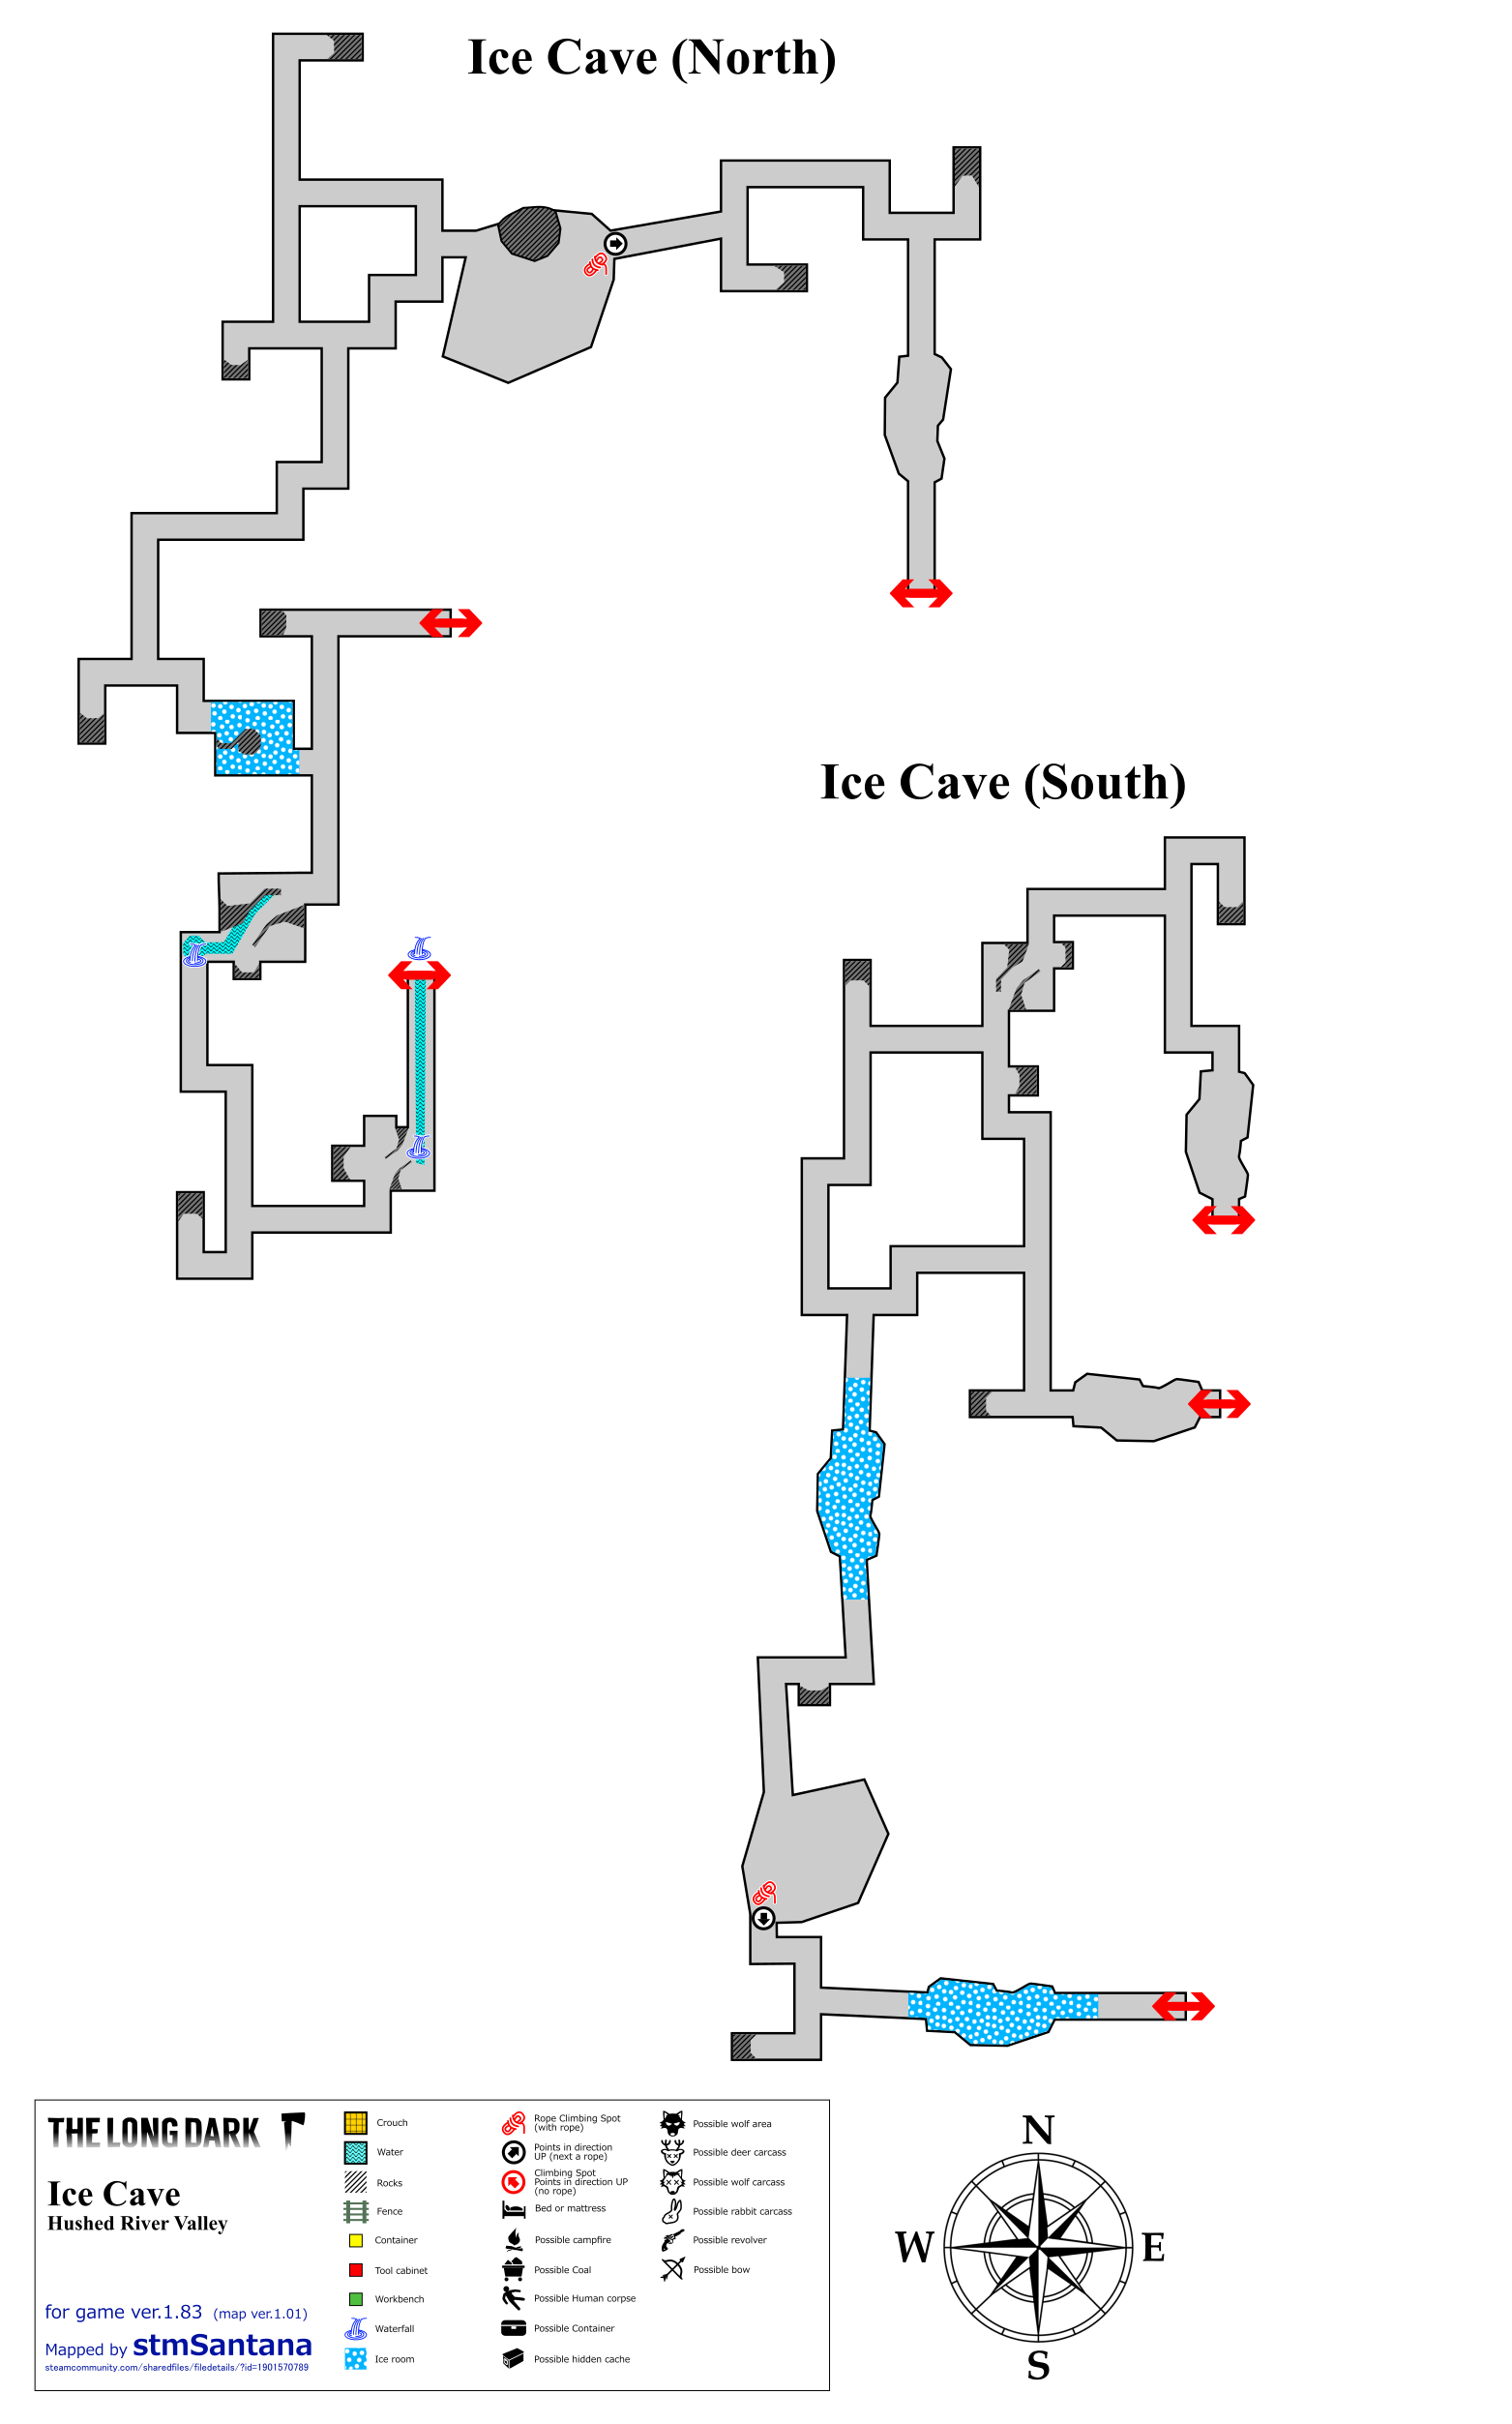 Ice Cave (North)
Ice Cave (South)
THE LONG DARK
Ice Cave
Hushed River Valley
for game ver.1.83 (map ver.1.01)
Mapped by stmSantana
steamcommunity.com/sharedfiles/filedetails/?id=1901570789
Crouch
Water
Rocks
Fence
Container
Tool cabinet
Workbench
Waterfall
Ice room
Rope Climbing Spot
(with rope)
Points in direction
UP (next a rope)
Climbing Spot
Points in direction UP
(no rope)
Bed or mattress
Possible campfire
Possible Coal
Possible Human corpse
Possible Container
Possible hidden cache
Possible wolf area
Possible deer carcass
Possible wolf carcass
Possible rabbit carcass
Possible revolver
Possible bow
N
W
E
S